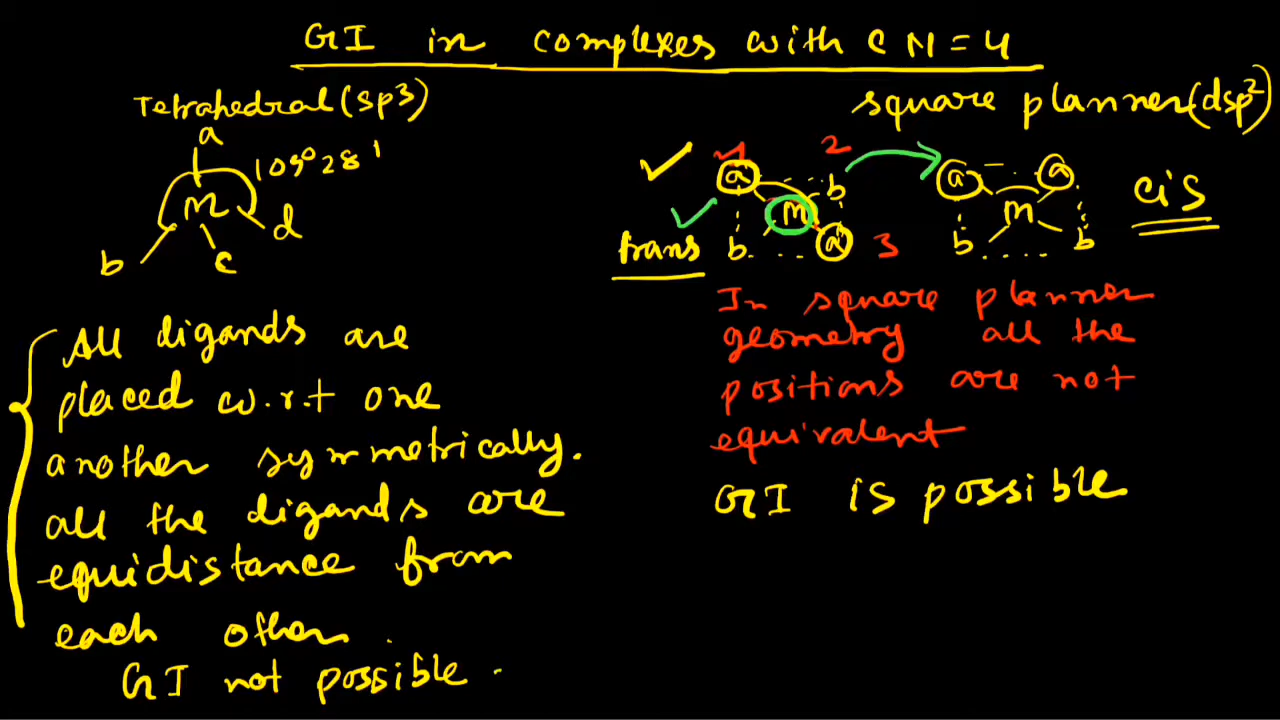 GI in complexes with CN=4
Tetrahedral (sp3)
a
109°28'
M
b
c
d
All ligands are
placed w.r.t one
another symmetrically.
all the ligands are
equidistance from
each other.
GI not possible.
square planner (dsp2)
1
2
a
b
M
b
a
3
trans
a
a
M
b
b
cis
In square planner
geometry all the
positions are not
equivalent
GI is possible